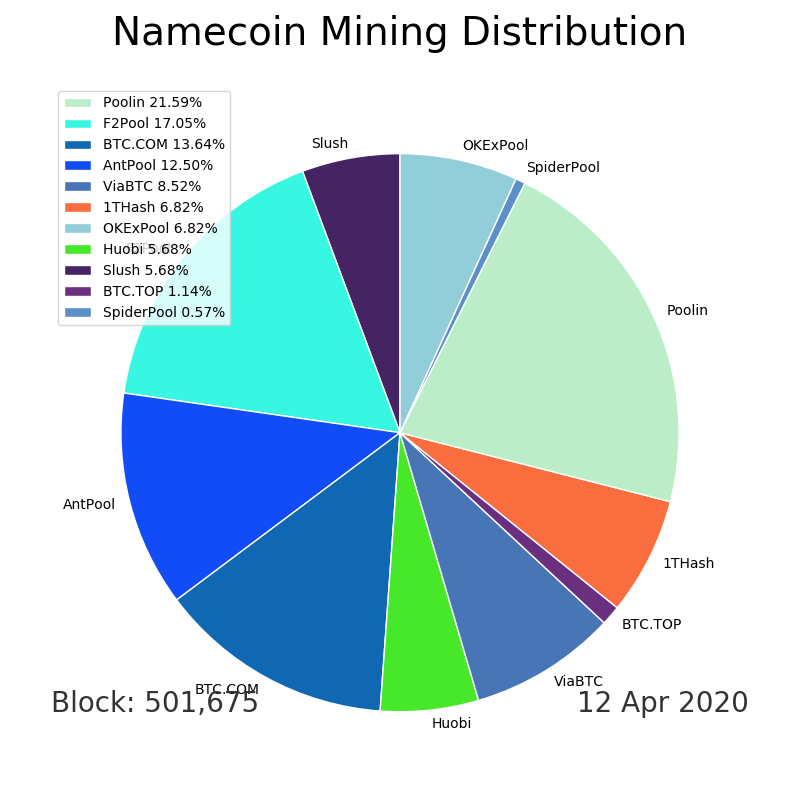 Namecoin Mining Distribution
Poolin 21.59%
F2Pool 17.05%
BTC.COM 13.64%
AntPool 12.50%
ViaBTC 8.52%
1THash 6.82%
OKExPool 6.82%
Huobi 5.68%
Slush 5.68%
BTC.TOP 1.14%
SpiderPool 0.57%
Slush
OKExPool
SpiderPool
F2Pool
Poolin
AntPool
1THash
BTC.TOP
ViaBTC
BTC.COM
Huobi
Block: 501,675
12 Apr 2020